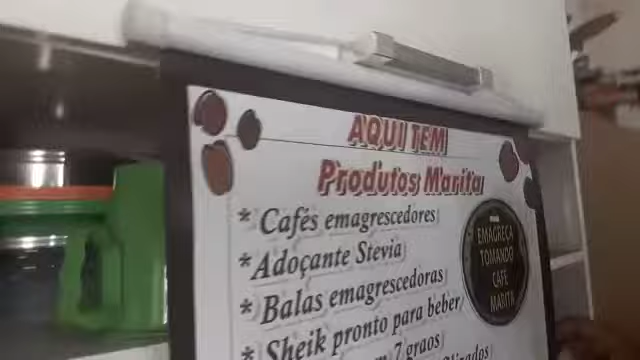 AQUI TEM
Produtos Marita
* Cafés emagrescedores
* Adoçante Stevia
* Balas emagrescedoras
* Sheik pronto para beber
7 graos
EMAGREÇA
TOMANDO
CAFE
MARITA